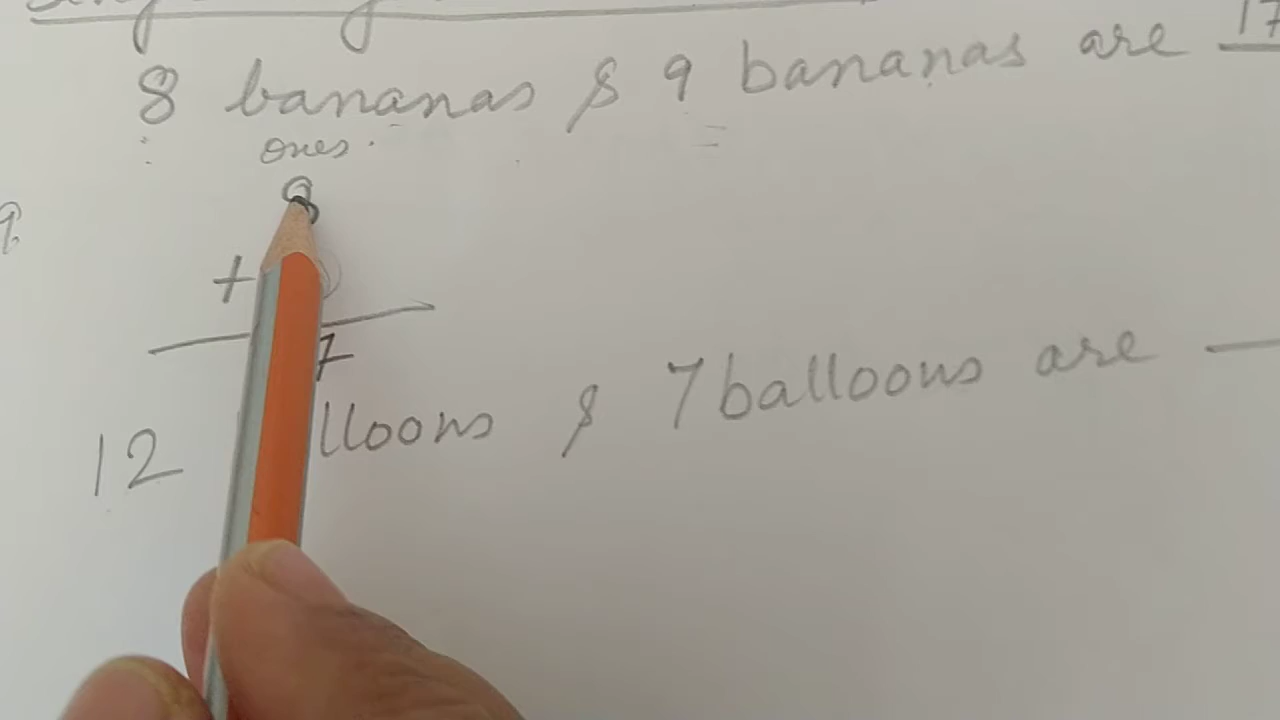 8 bananas & 9 bananas are 17
ones.
9
+
7
12 lloons & 7 balloons are